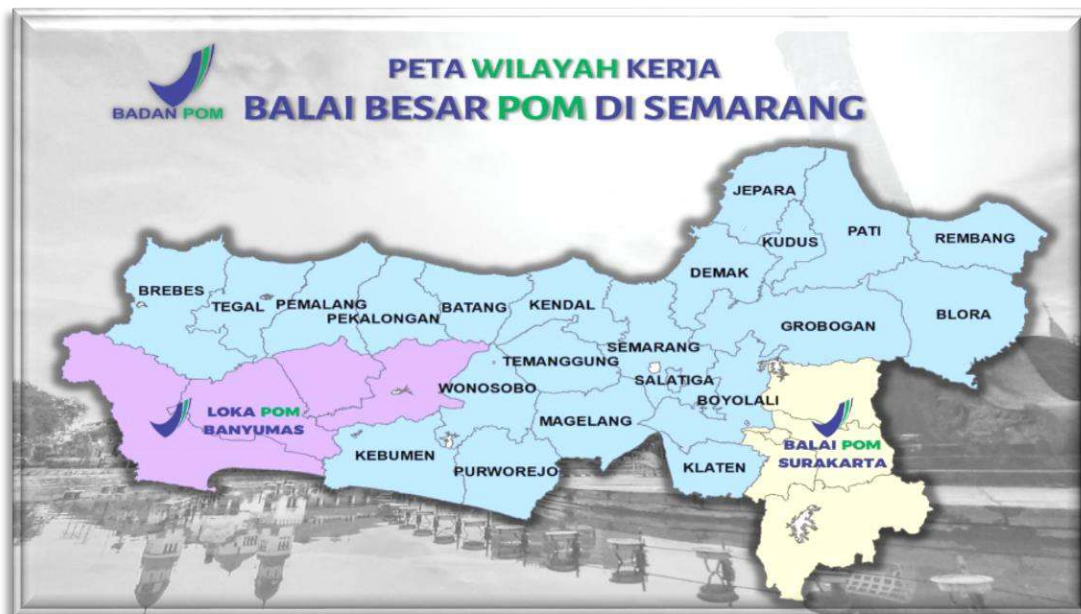 PETA WILAYAH KERJA
BALAI BESAR POM DI SEMARANG
BADAN POM
JEPARA
KUDUS
PATI
REMBANG
DEMAK
BREBES
TEGAL
PEMALANG
PEKALONGAN
BATANG
KENDAL
GROBOGAN
BLORA
SEMARANG
TEMANGGUNG
SALATIGA
WONOSOBO
BOYOLALI
LOKA POM
BANYUMAS
MAGELANG
BALAI POM
SURAKARTA
KEBUMEN
PURWOREJO
KLATEN